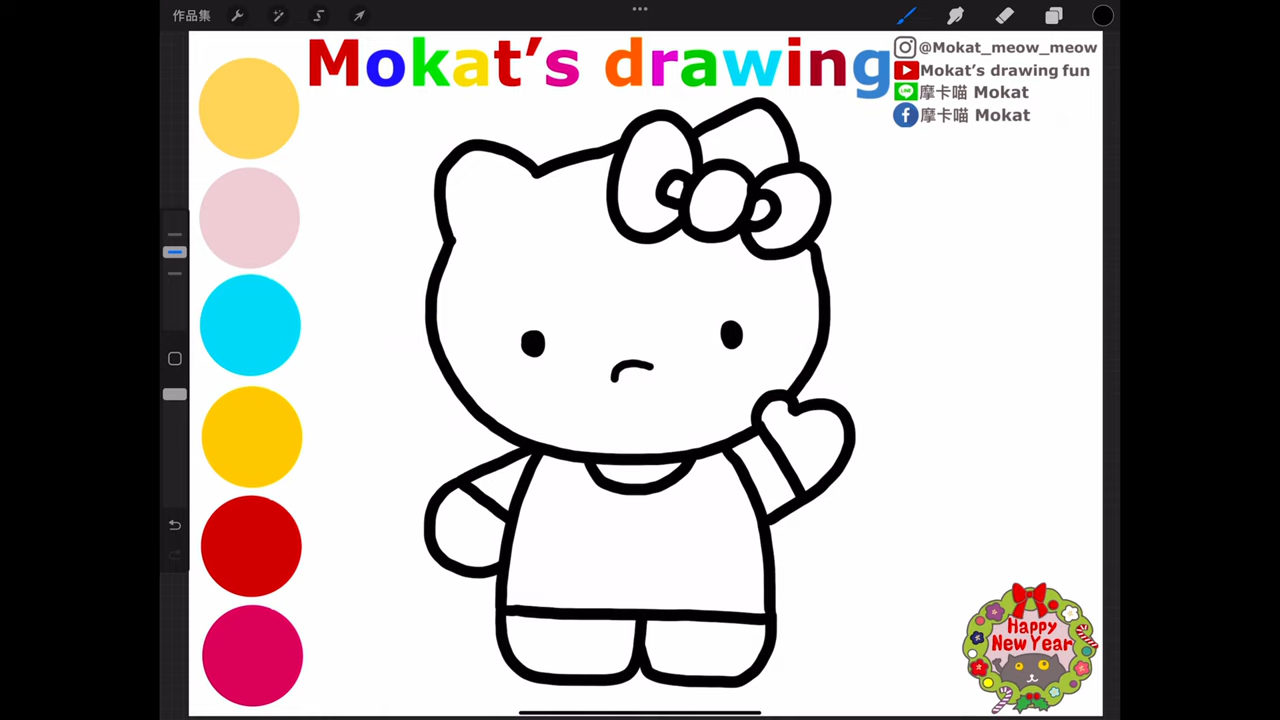 作品集
Mokat’s drawing
@Mokat_meow_meow
Mokat’s drawing fun
摩卡喵 Mokat
摩卡喵 Mokat
Happy
New Year